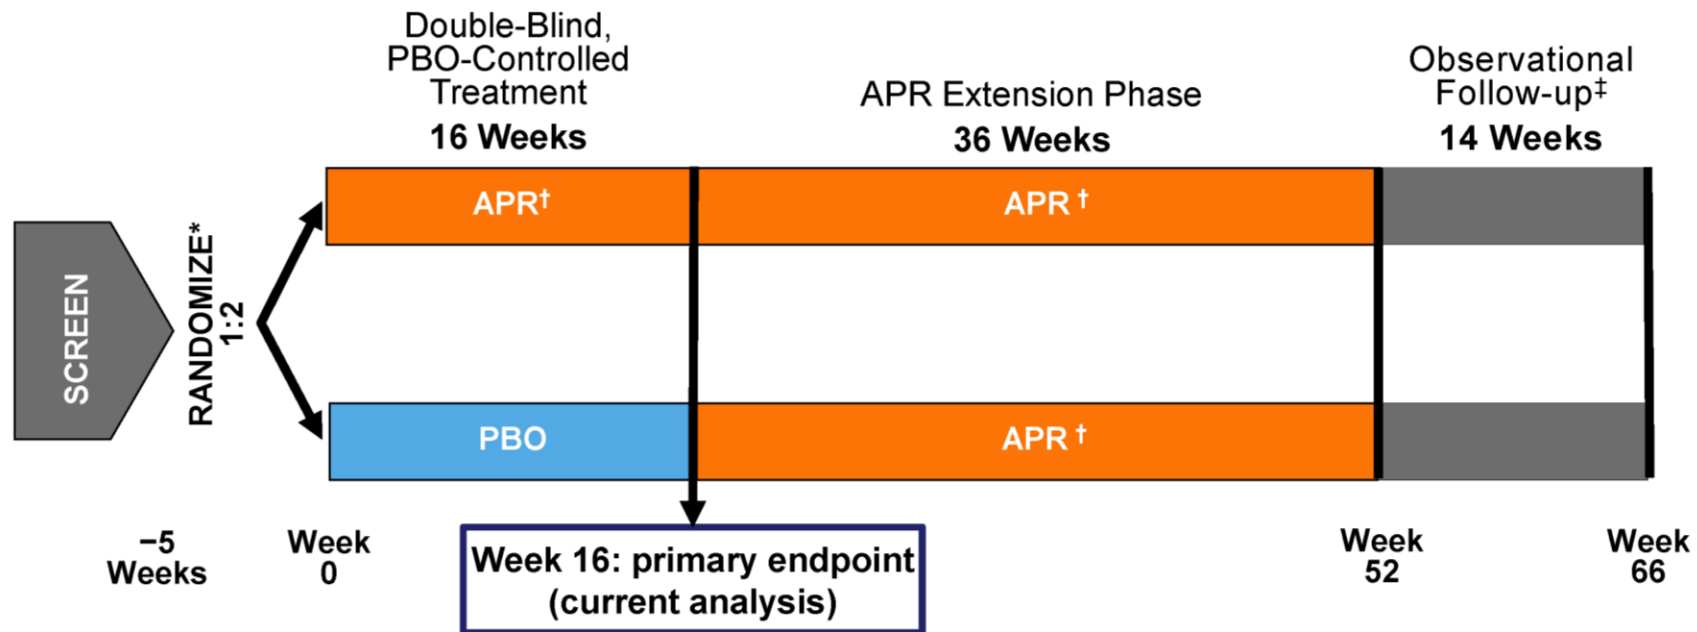 Double-Blind,
PBO-Controlled
Treatment
16 Weeks
APR Extension Phase
36 Weeks
Observational
Follow-up‡
14 Weeks
SCREEN
RANDOMIZE*
1:2
APR†
APR †
PBO
APR †
−5
Weeks
Week
0
Week 16: primary endpoint
(current analysis)
Week
52
Week
66